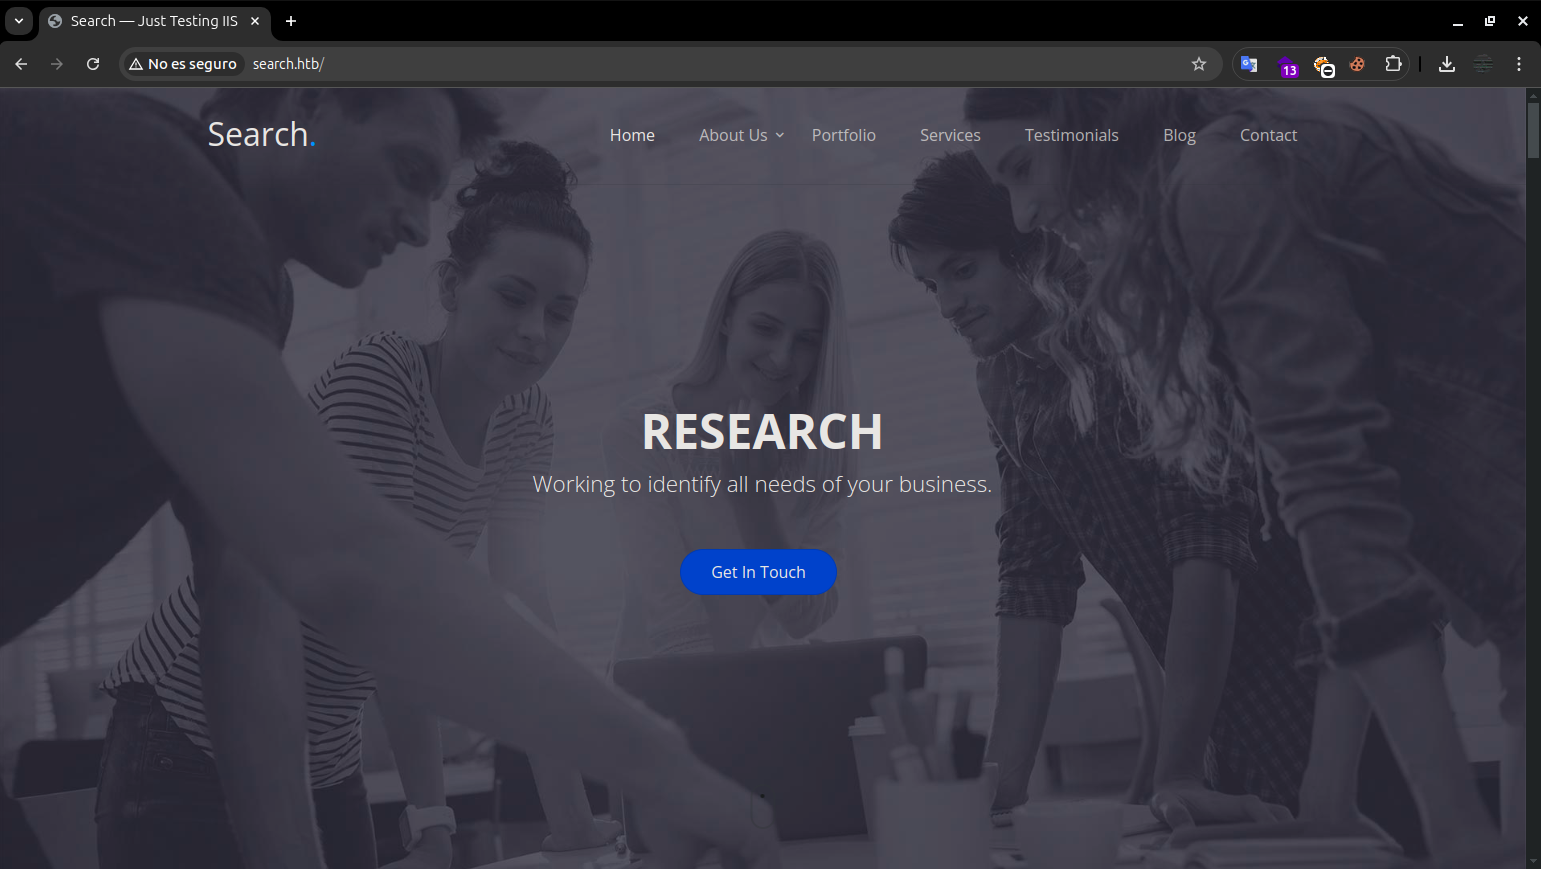 Search — Just Testing IIS
No es seguro search.htb/
13
Search.
Home About Us Portfolio Services Testimonials Blog Contact
RESEARCH
Working to identify all needs of your business.
Get In Touch